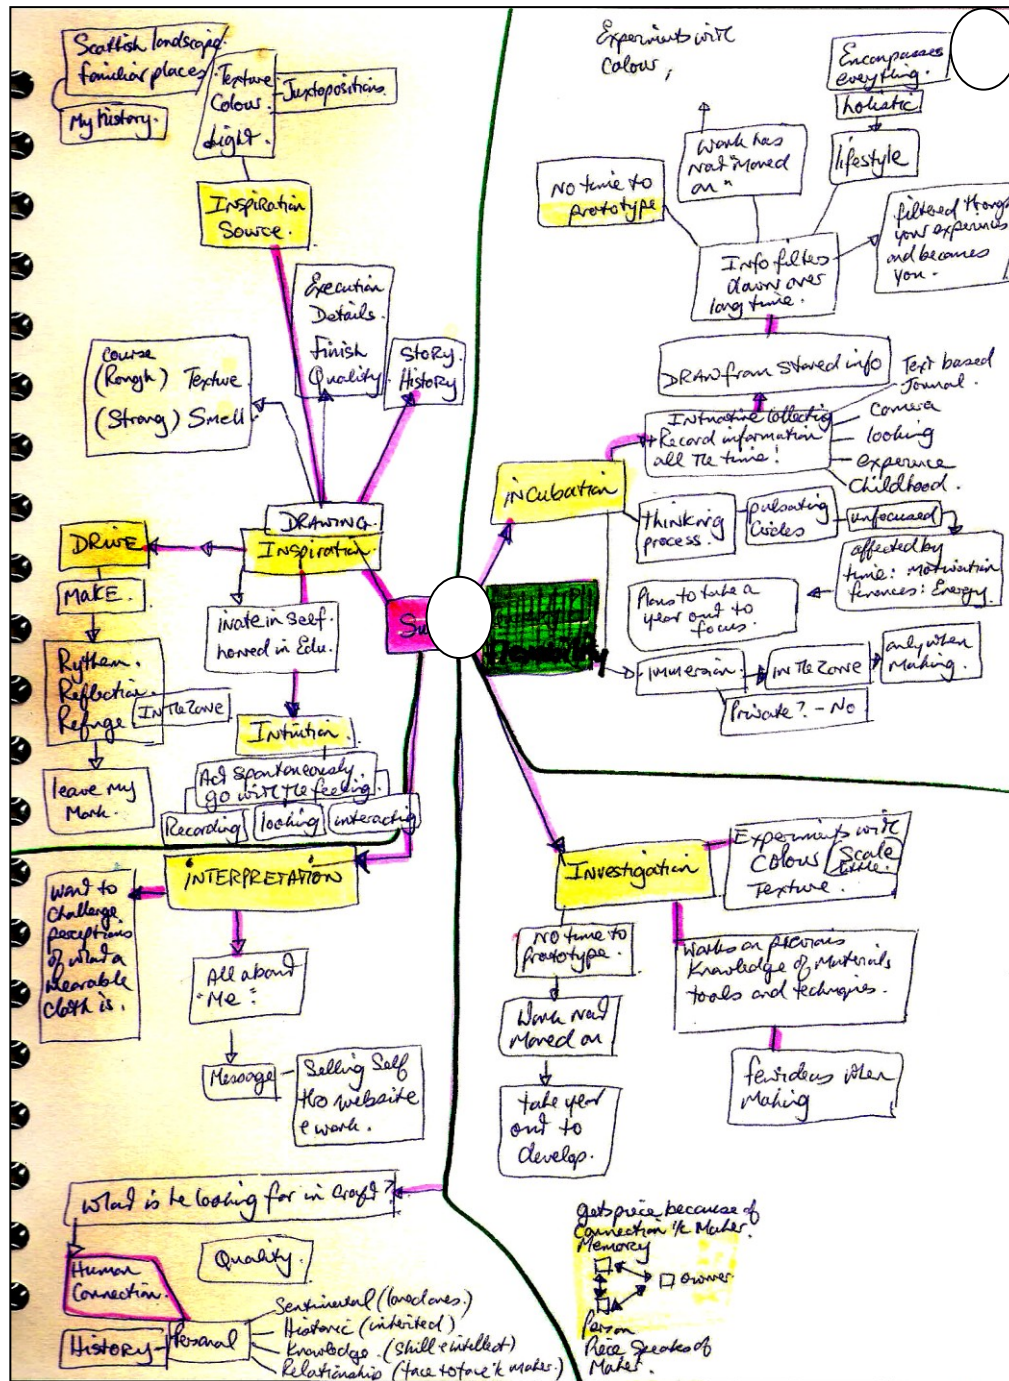 Scottish landscape.
familiar places
My History.
Texture
Colour.
Light.
Juxtapositions.
INSPIRATION
Source.
Execution
Details.
Finish
Quality.
Story.
History
Course
(Rough) Texture
(Strong) Smell.
DRAWING.
INSPIRATION.
DRIVE
MAKE.
Rythem.
Reflection.
Refuge
IN THE ZONE
leave my
Mark.
inate in Self.
honed in Edu.
Intuition.
Act Spontaneously.
go with the feeling.
Recording
looking
interacting
Su
Experiments with
Colour,
Encompasses
everything.
holistic
lifestyle
Work has
not moved
on "
No time to
prototype
filtered through
your experiences
and becomes
you.
Info filters
down over
long time.
DRAW from Stored info
Text based
Journal.
Camera
looking
experience
Childhood.
Intuative Collecting
Record information
all the time!
INCUBATION
thinking
process.
pulsating
Circles
unfocused
affected by
time: Motivation
finances: Energy.
Plans to take a
year out to
focus.
immersion.
IN THE ZONE
only when
Making.
Private? - No
INTERPRETATION
Want to
Challenge
perceptions
of what a
wearable
Cloth is.
All about
"Me"
Message
Selling Self
thro website
& work.
Investigation
Experiments with
Colour
Scale
Texture.
No time to
prototype.
Work not
Moved on
take year
out to
develop.
Works on previous
Knowledge of Materials
tools and techniques.
few ideas when
Making
What is he looking for in Craft?
Human
Connection.
Quality.
History
Personal
Sentimental (loved ones.)
Historic (inherited)
Knowledge. (skill & intellect)
Relationship (face to face /c maker.)
gets piece because of
Connection /c Maker.
Memory
owner
Person
Piece Speaks of
Maker.